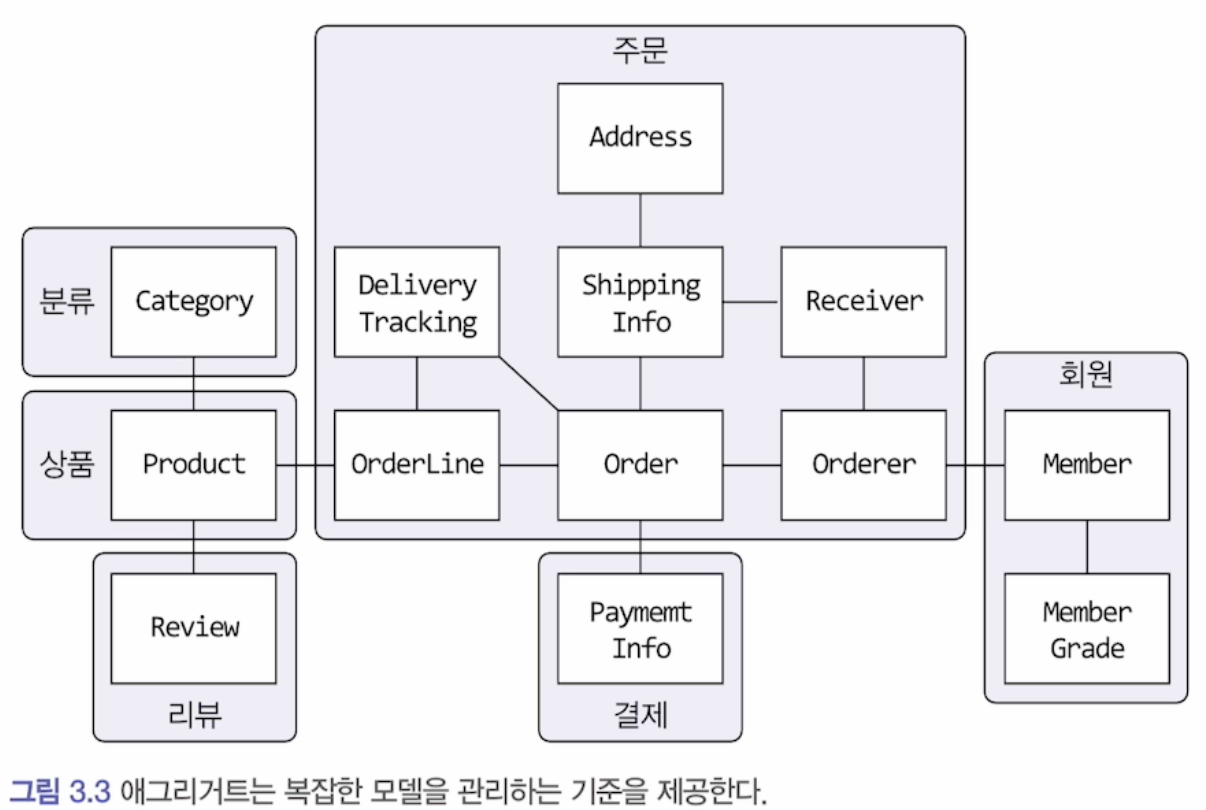 주문
Address
분류
Category
Delivery
Tracking
Shipping
Info
Receiver
회원
상품
Product
OrderLine
Order
Orderer
Member
Review
리뷰
Paymemt
Info
결제
Member
Grade
그림 3.3 애그리거트는 복잡한 모델을 관리하는 기준을 제공한다.